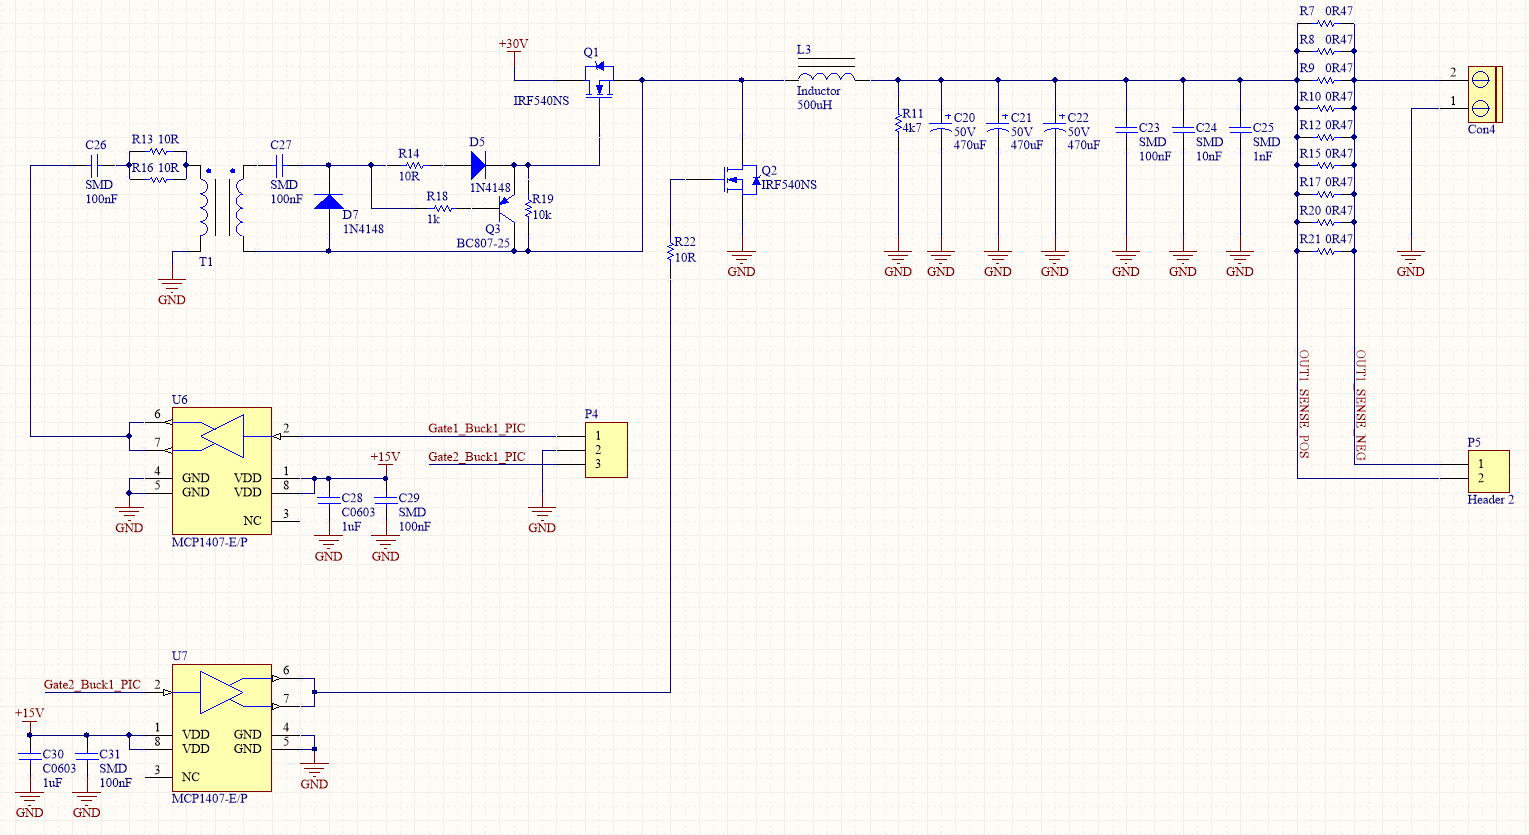 R7 0R47
R8 0R47
R9 0R47
R10 0R47
R12 0R47
R15 0R47
R17 0R47
R20 0R47
R21 0R47
+30V
Q1
IRF540NS
L3
Inductor
500uH
2
1
Con4
R11
4k7
C20
50V
470uF
C21
50V
470uF
C22
50V
470uF
C23
SMD
100nF
C24
SMD
10nF
C25
SMD
1nF
C26
SMD
100nF
R13 10R
R16 10R
T1
GND
C27
SMD
100nF
D7
1N4148
R14
10R
D5
1N4148
R18
1k
Q3
BC807-25
R19
10k
Q2
IRF540NS
R22
10R
GND
GND
GND
GND
GND
GND
GND
GND
GND
OUT1 SENSE POS
OUT1 SENSE NEG
P5
1
2
Header 2
U6
6
7
2
4 GND VDD 1
5 GND VDD 8
NC 3
MCP1407-E/P
GND
Gate1_Buck1_PIC
Gate2_Buck1_PIC
P4
1
2
3
GND
+15V
C28
C0603
1uF
GND
C29
SMD
100nF
GND
U7
Gate2_Buck1_PIC
2
6
7
1 VDD GND 4
8 VDD GND 5
3 NC
MCP1407-E/P
GND
+15V
C30
C0603
1uF
GND
C31
SMD
100nF
GND